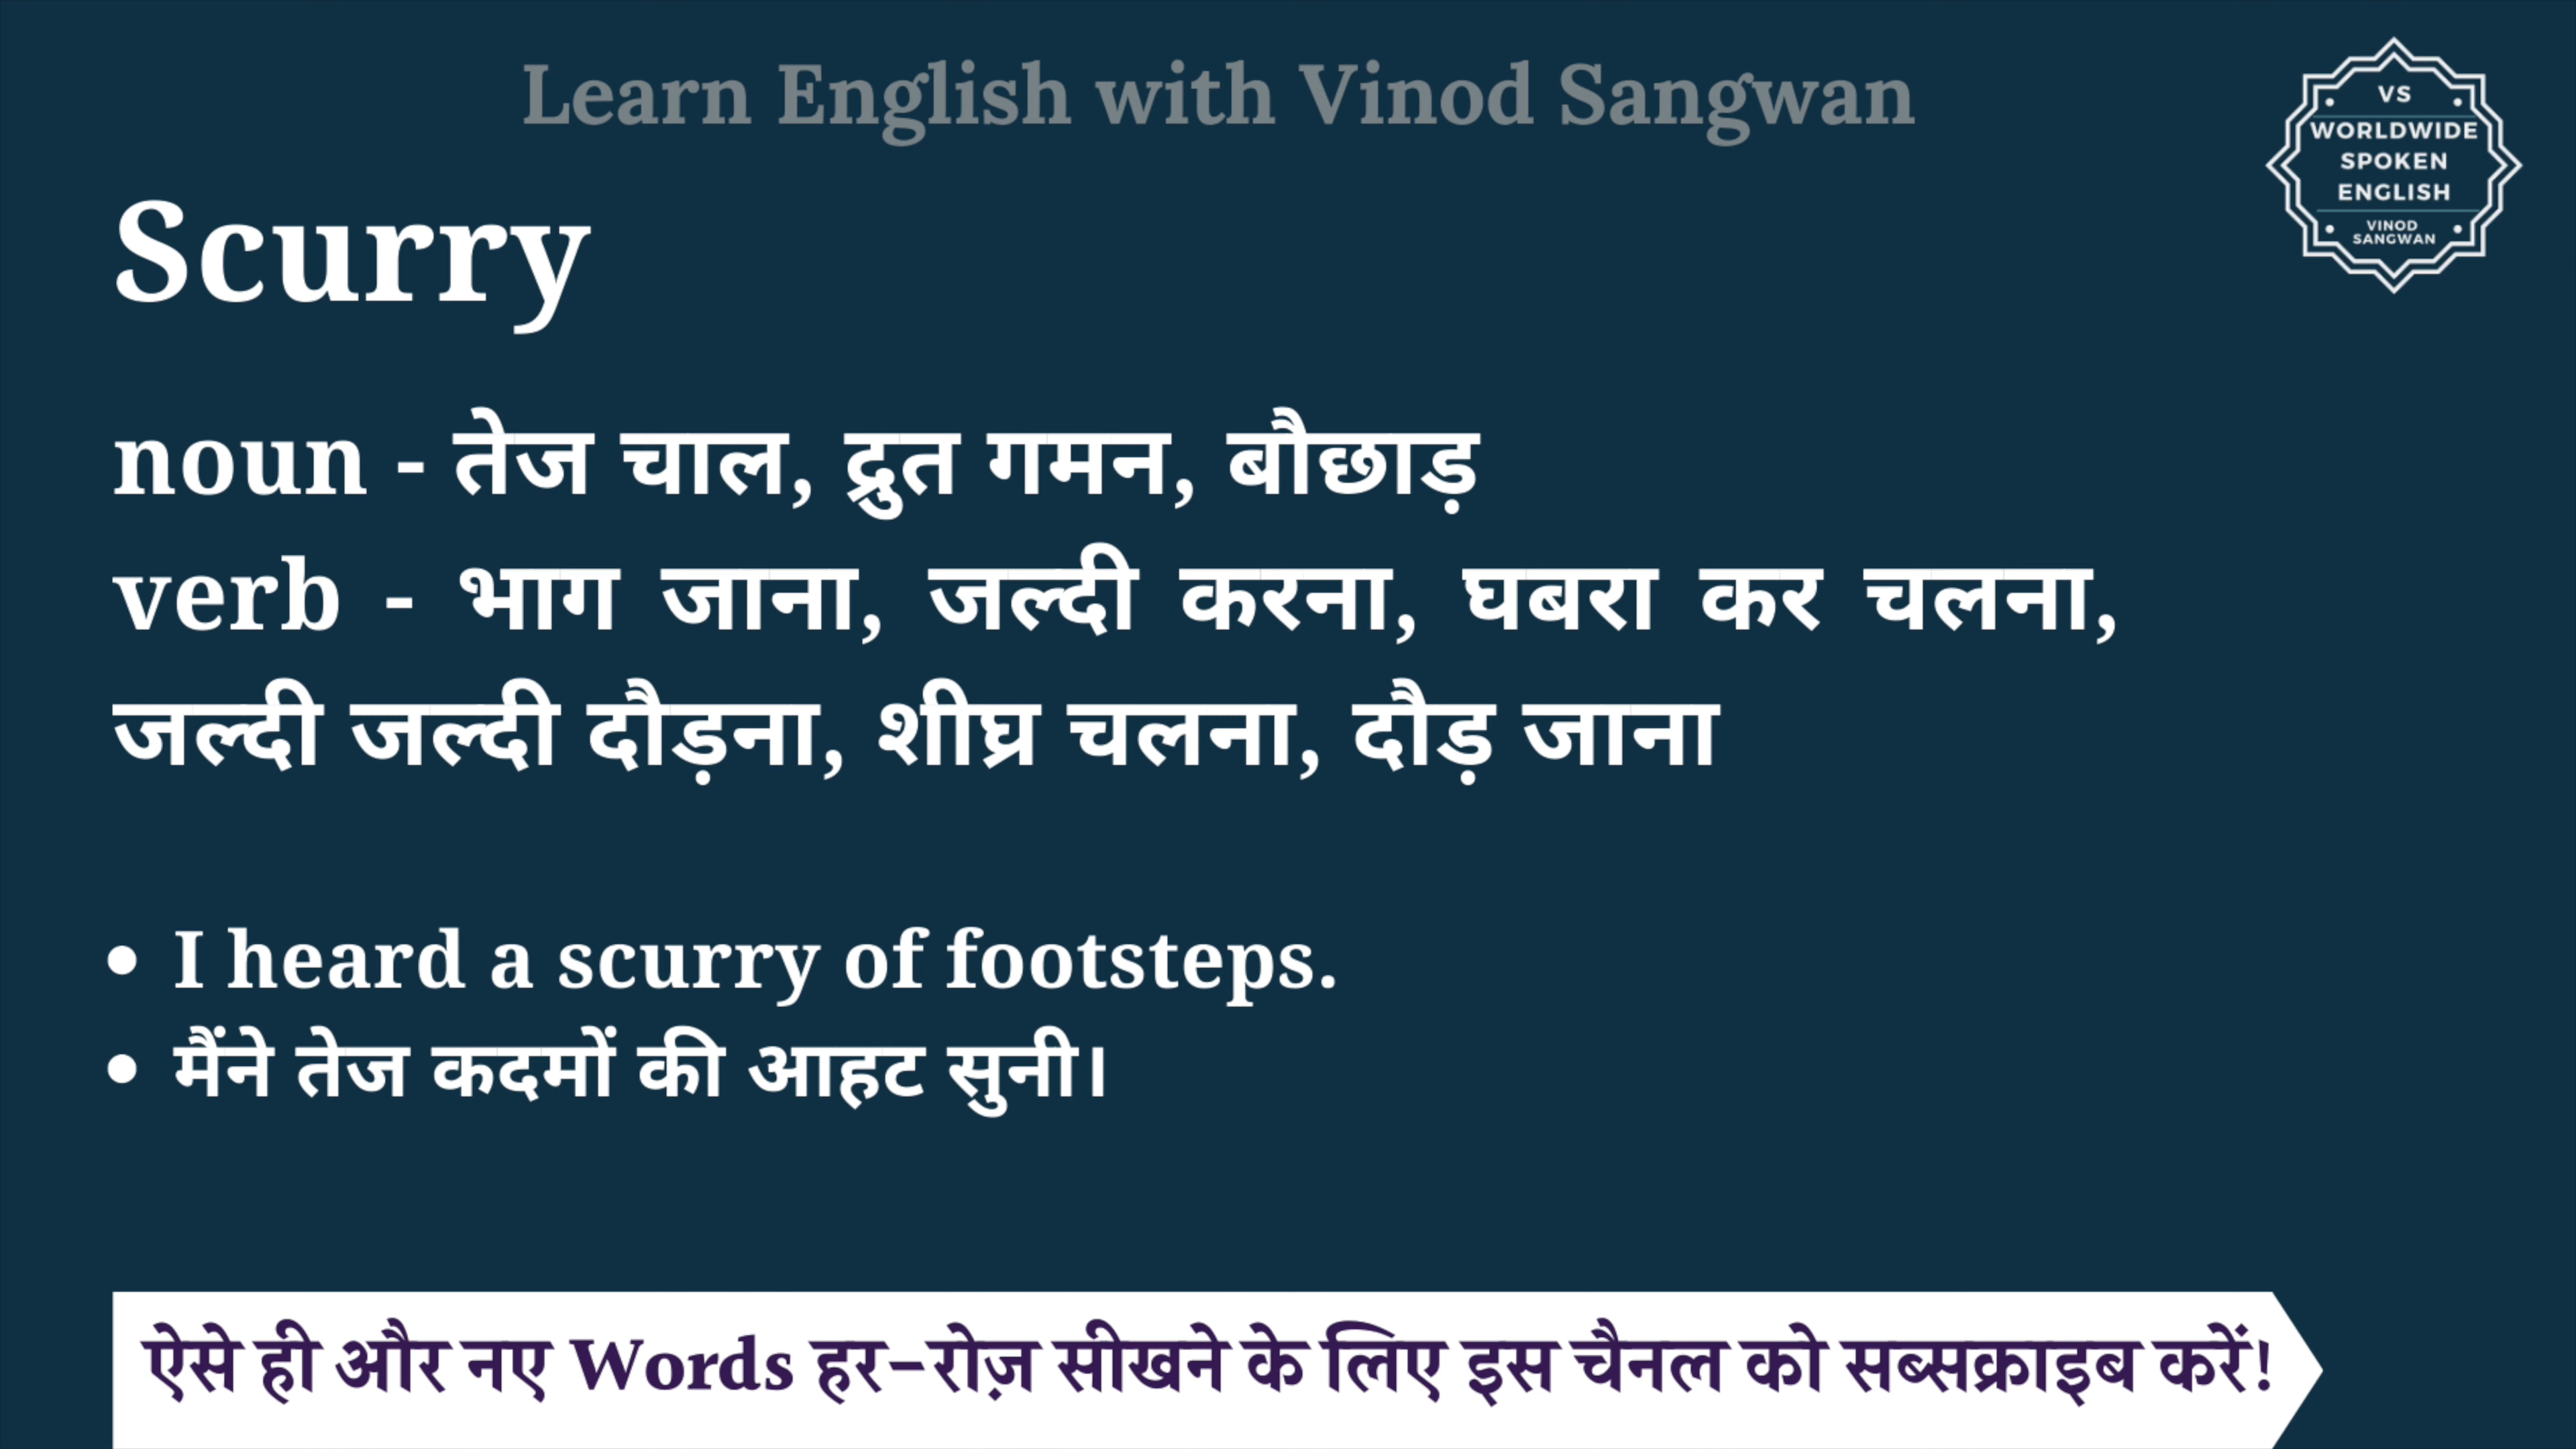 Learn English with Vinod Sangwan
VS
WORLDWIDE
SPOKEN
ENGLISH
VINOD
SANGWAN
Scurry
noun - तेज चाल, द्रुत गमन, बौछाड़
verb - भाग जाना, जल्दी करना, घबरा कर चलना,
जल्दी जल्दी दौड़ना, शीघ्र चलना, दौड़ जाना
• I heard a scurry of footsteps.
• मैंने तेज कदमों की आहट सुनी।
ऐसे ही और नए Words हर-रोज़ सीखने के लिए इस चैनल को सब्सक्राइब करें!